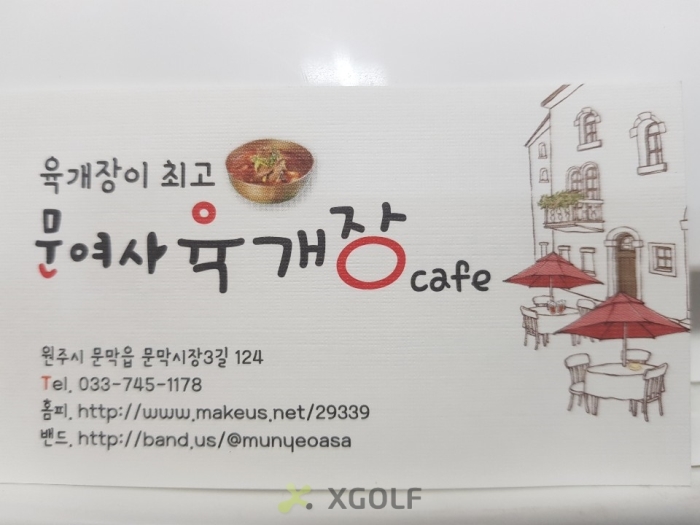 육개장이 최고
문여사 육개장 cafe
원주시 문막읍 문막시장3길 124
Tel. 033-745-1178
홈피. http://www.makeus.net/29339
밴드. http://band.us/@munyeoasa
XGOLF